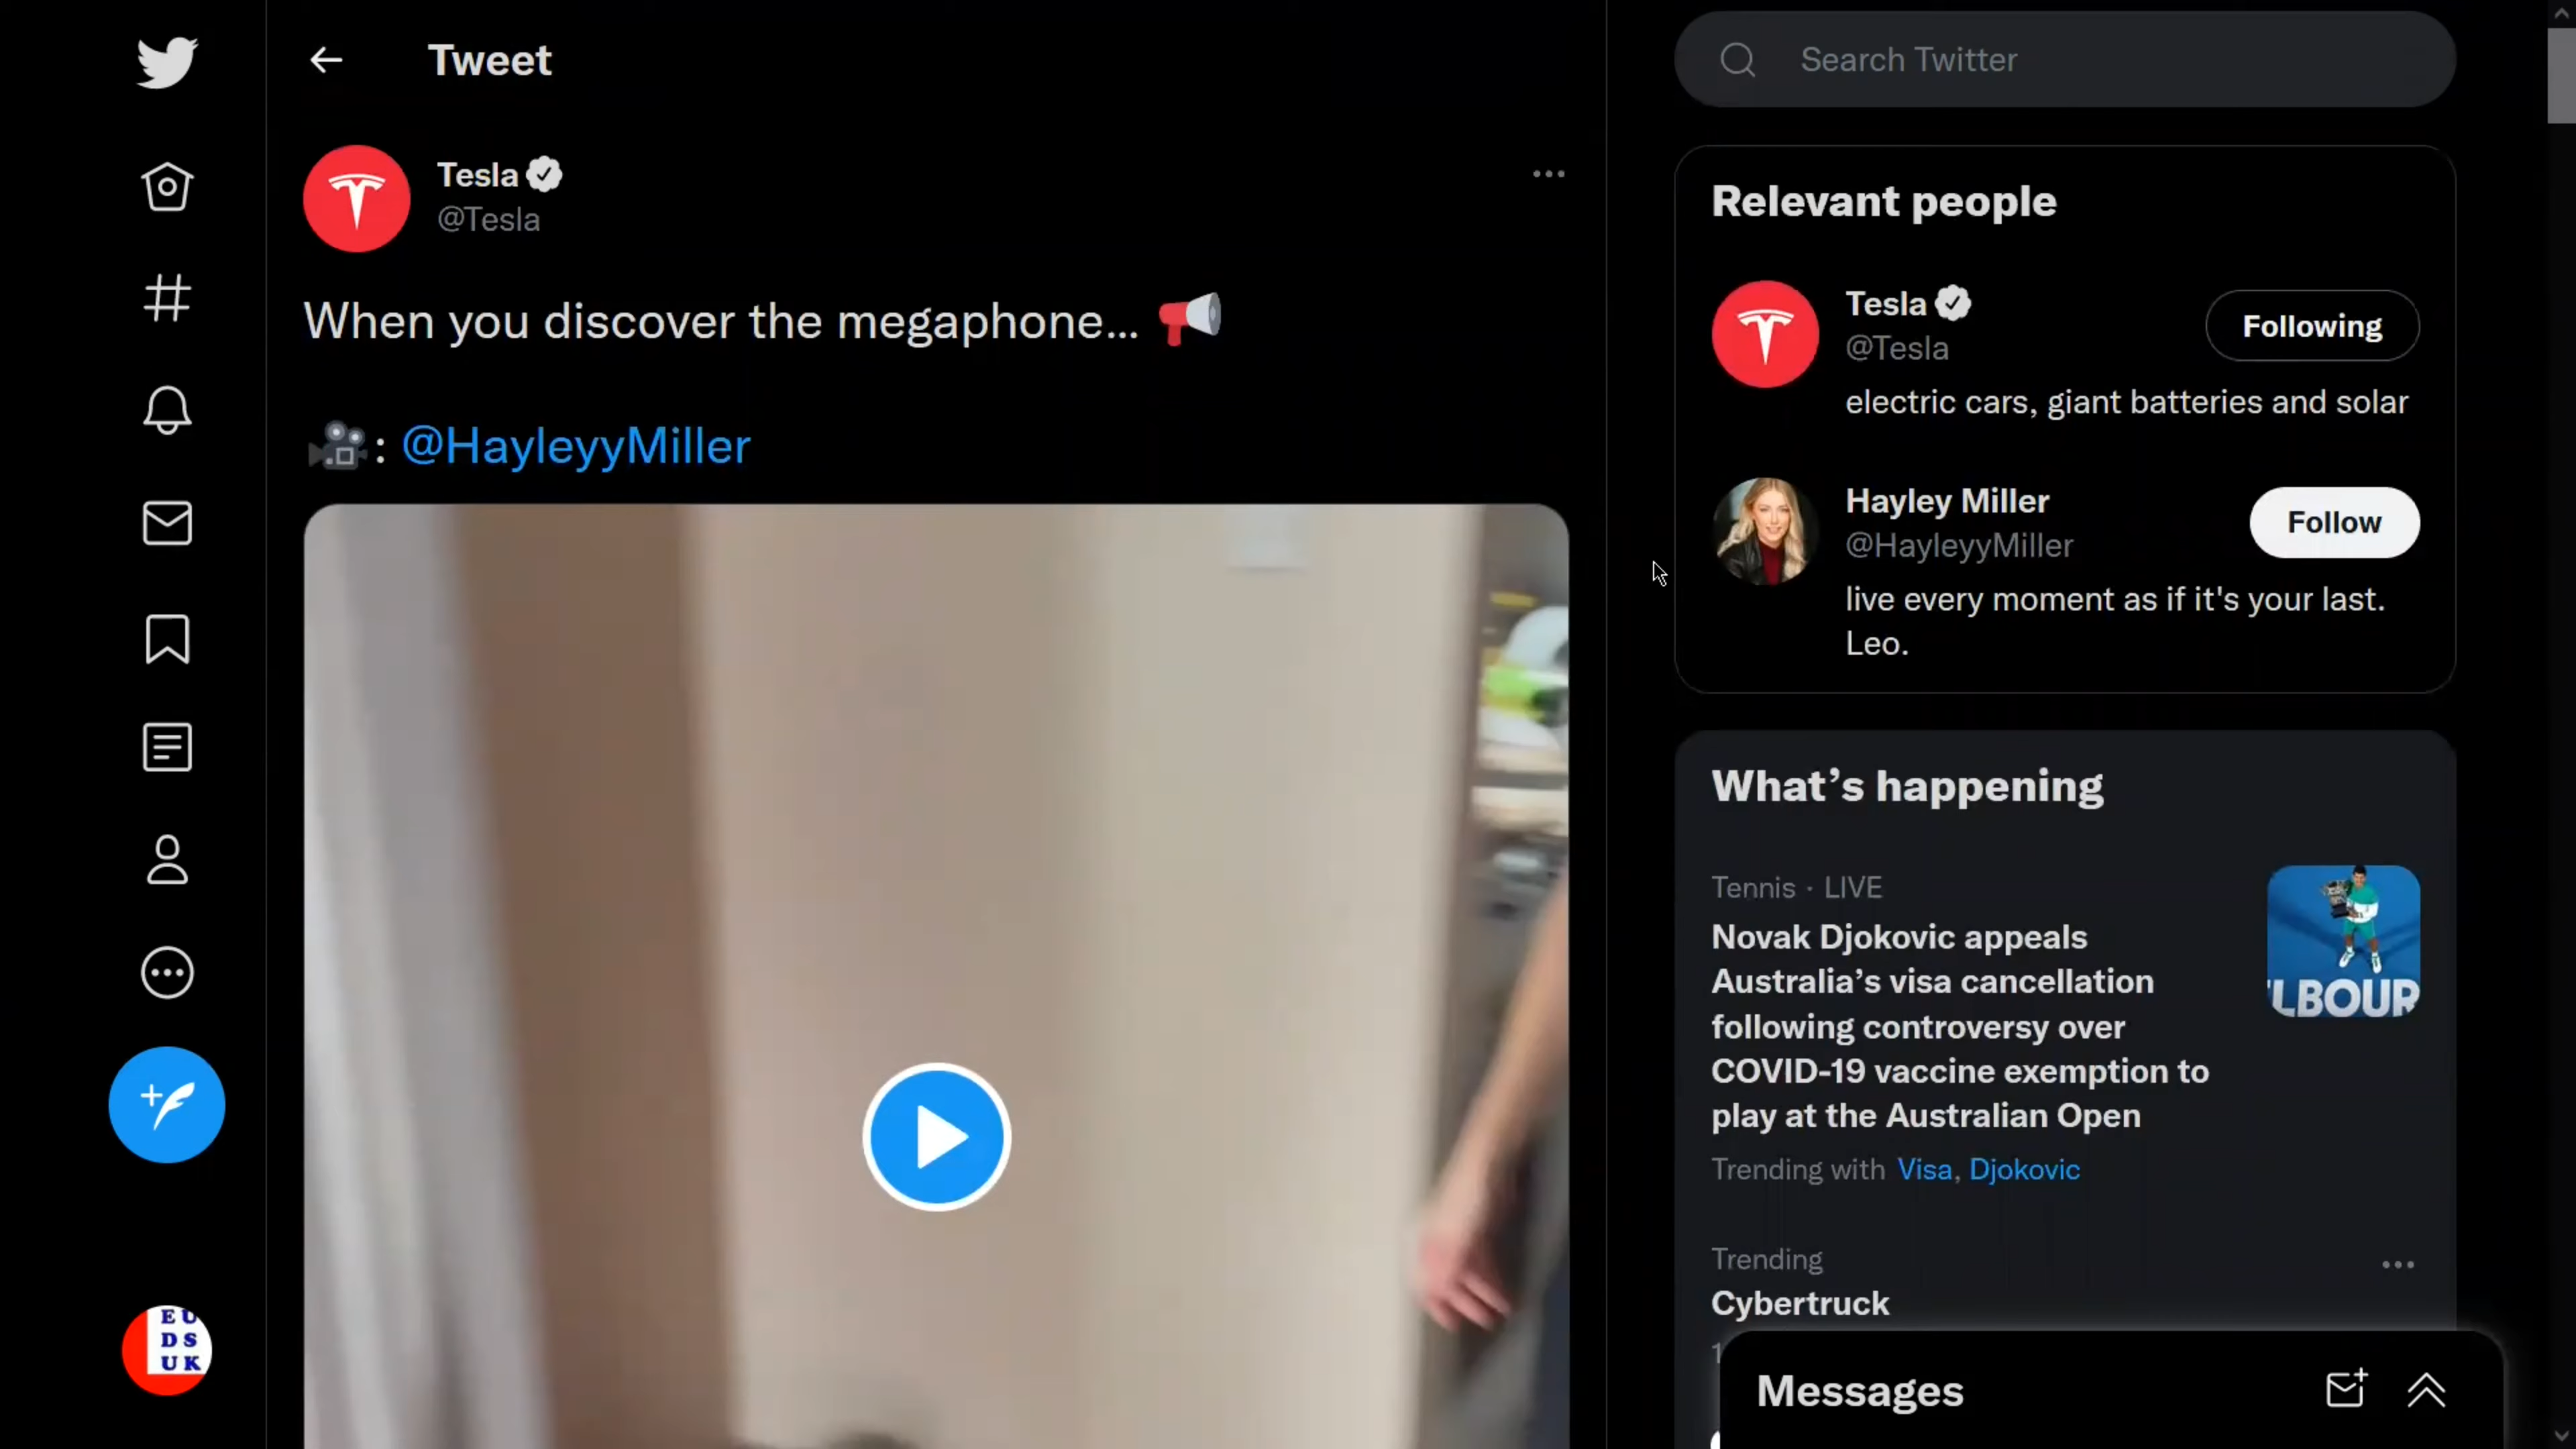 Tweet
Tesla
@Tesla
When you discover the megaphone...
: @HayleyyMiller
EU
DS
UK
Search Twitter
Relevant people
Tesla
@Tesla
Following
electric cars, giant batteries and solar
Hayley Miller
@HayleyyMiller
Follow
live every moment as if it's your last.
Leo.
What’s happening
Tennis · LIVE
Novak Djokovic appeals
Australia’s visa cancellation
following controversy over
COVID-19 vaccine exemption to
play at the Australian Open
LBOUR
Trending with Visa, Djokovic
Trending
Cybertruck
Messages